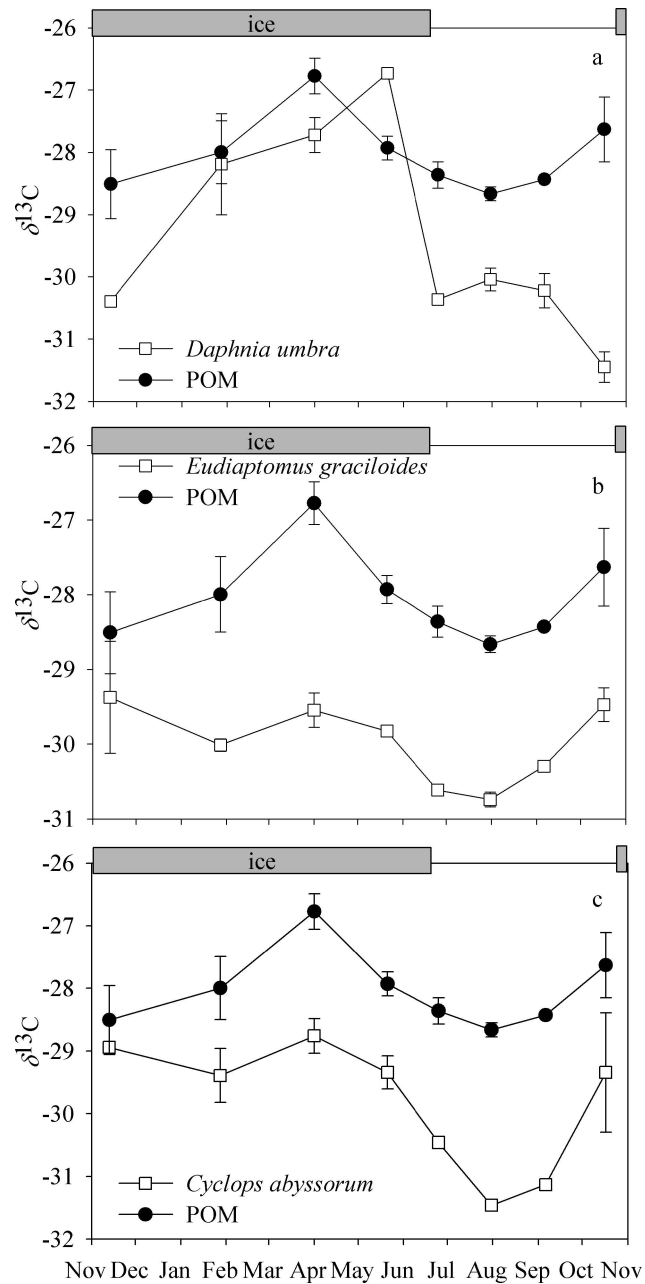 ice
-26
a
-27
-28
-29
δ13C
-30
-31
Daphnia umbra
POM
-32
ice
-26
Eudiaptomus graciloides
POM
b
-27
-28
δ13C
-29
-30
-31
ice
-26
c
-27
-28
-29
δ13C
-30
-31
Cyclops abyssorum
POM
-32
Nov Dec Jan Feb Mar Apr May Jun Jul Aug Sep Oct Nov